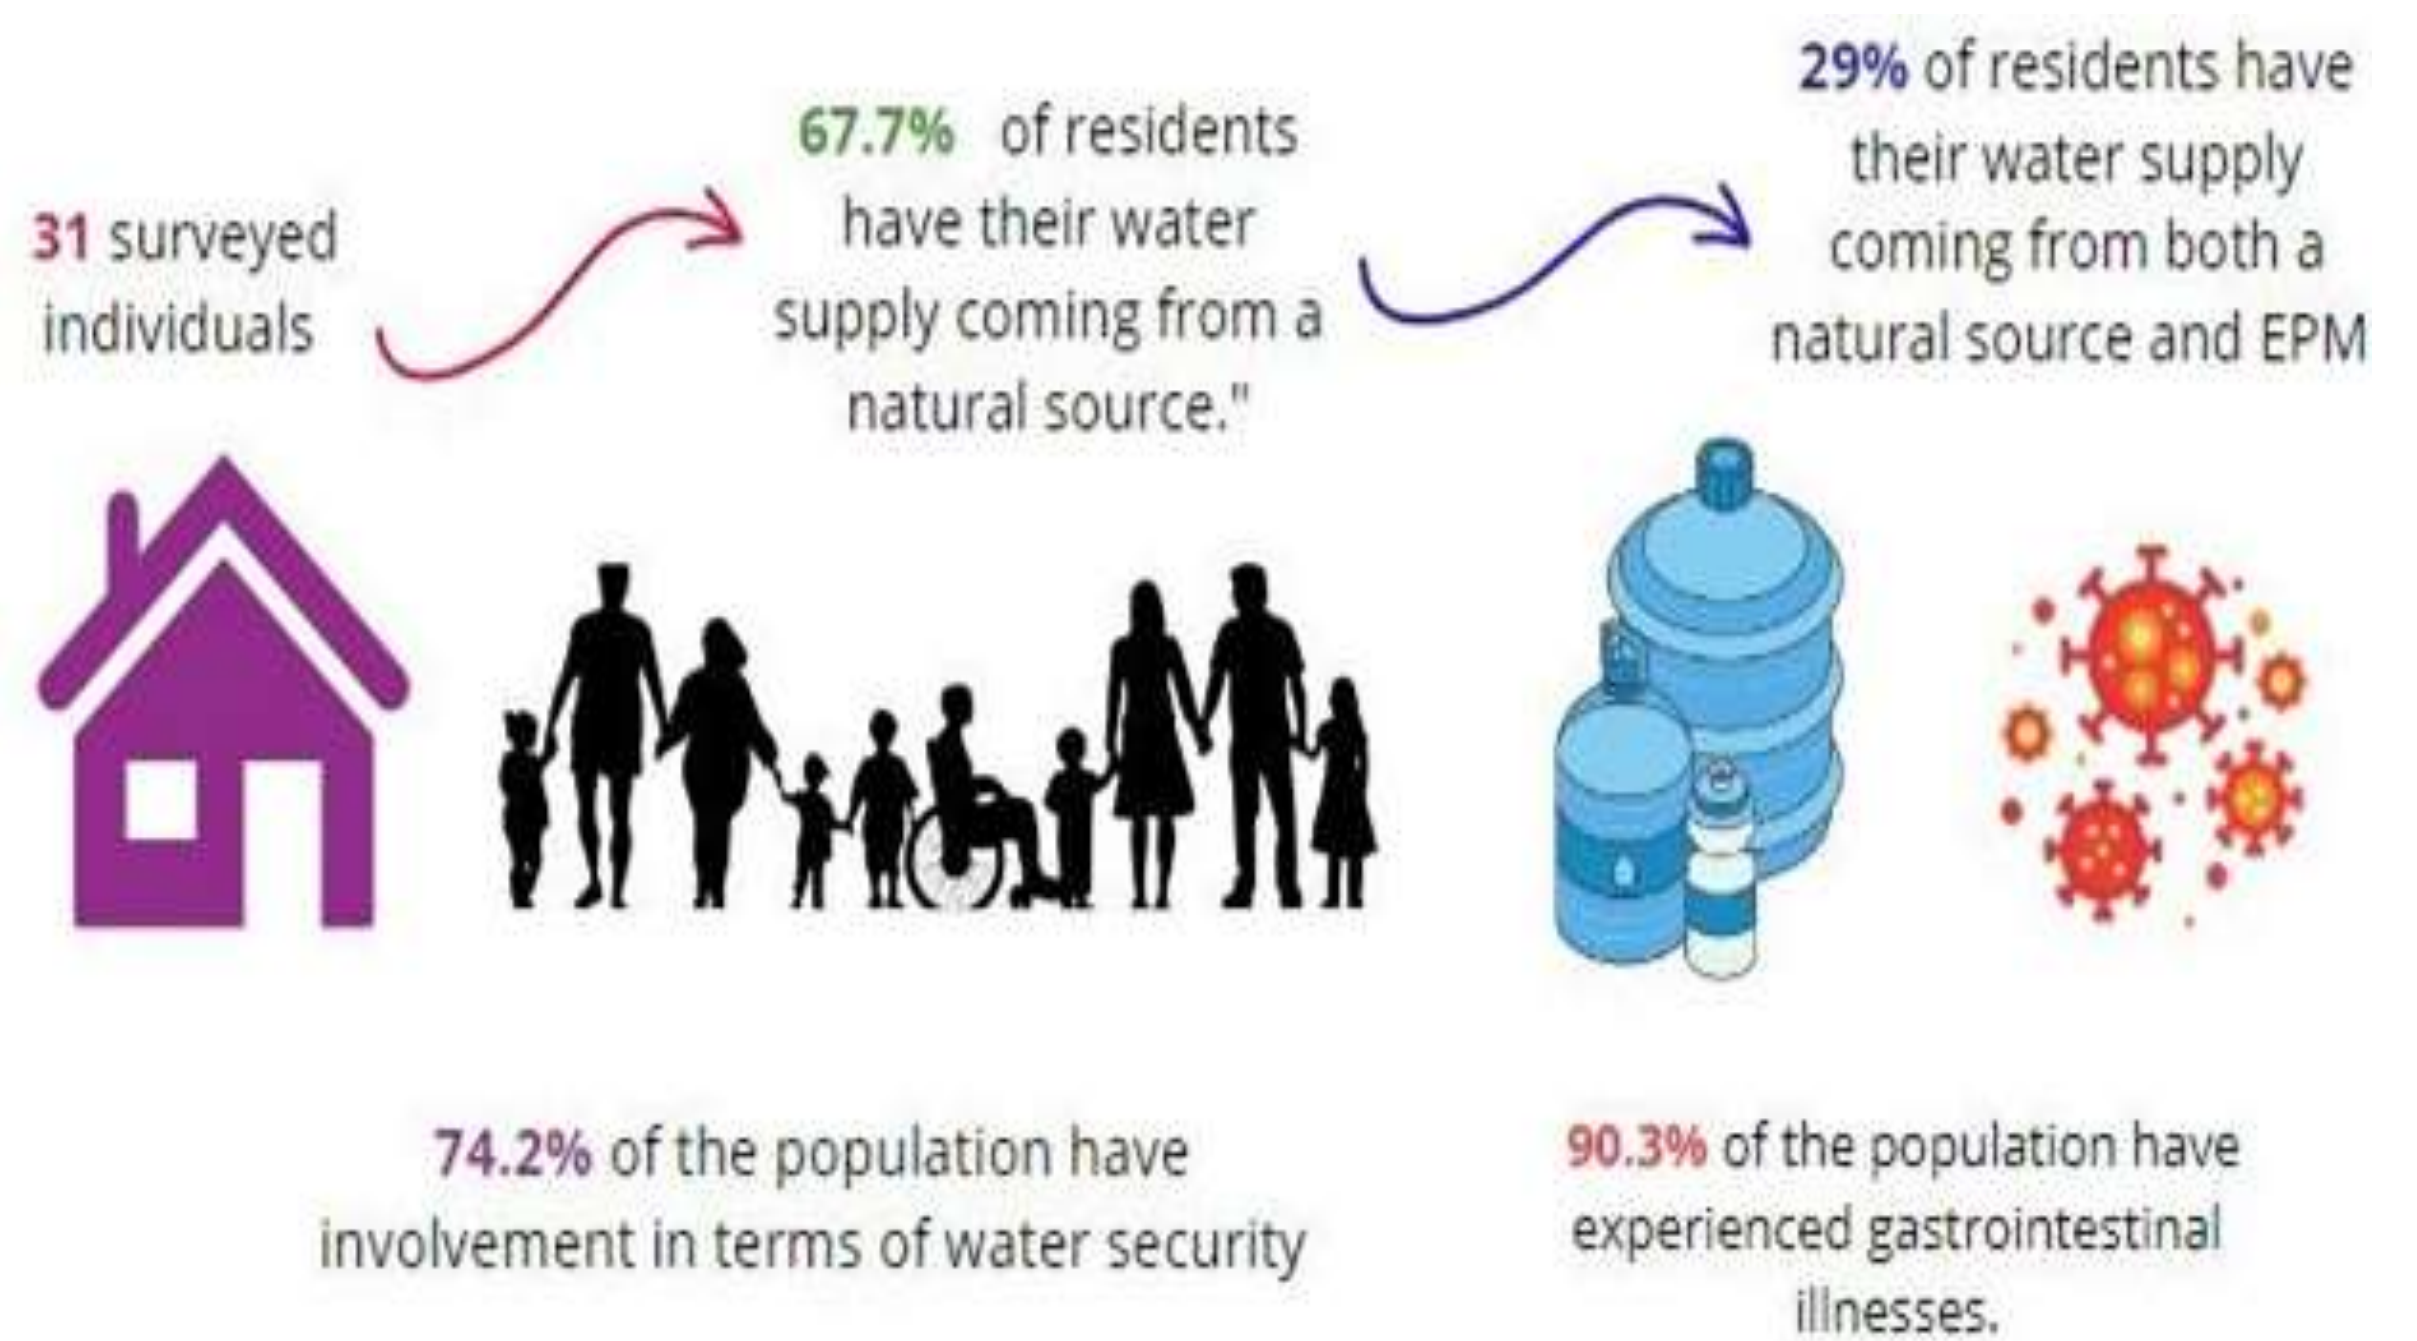 31 surveyed
individuals
67.7% of residents
have their water
supply coming from a
natural source."
29% of residents have
their water supply
coming from both a
natural source and EPM
74.2% of the population have
involvement in terms of water security
90.3% of the population have
experienced gastrointestinal
illnesses.